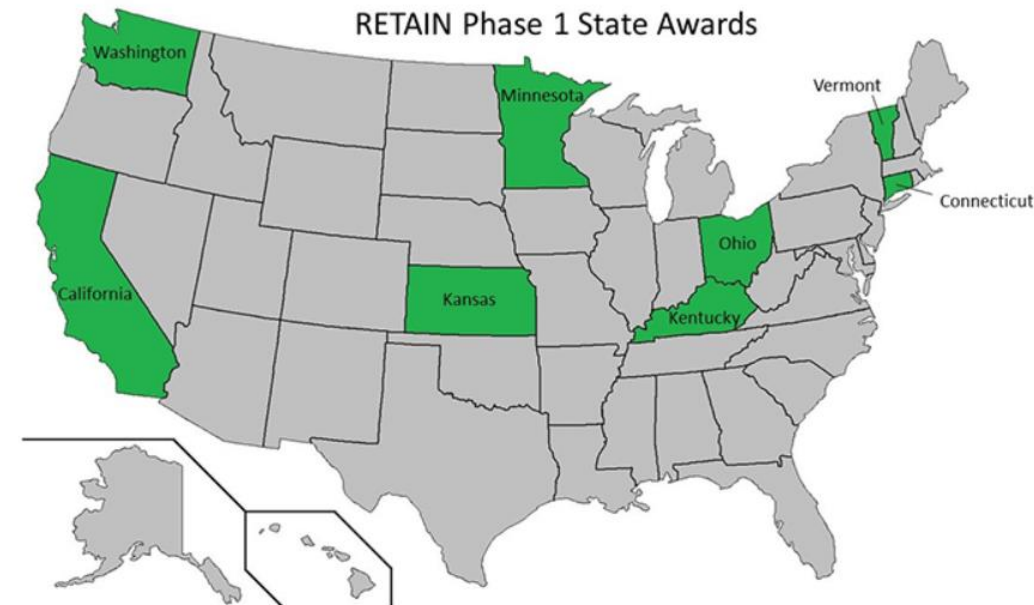 RETAIN Phase 1 State Awards
Washington
Minnesota
Vermont
Connecticut
Ohio
California
Kansas
Kentucky